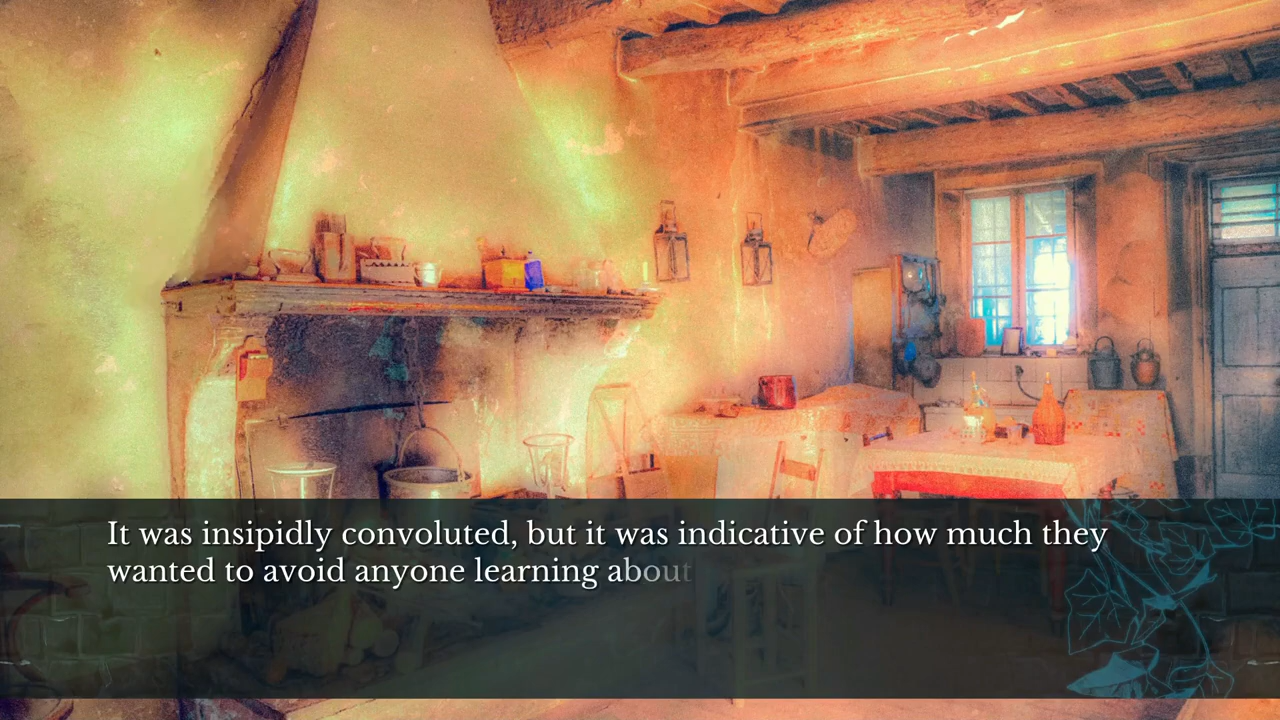 It was insipidly convoluted, but it was indicative of how much they
wanted to avoid anyone learning about